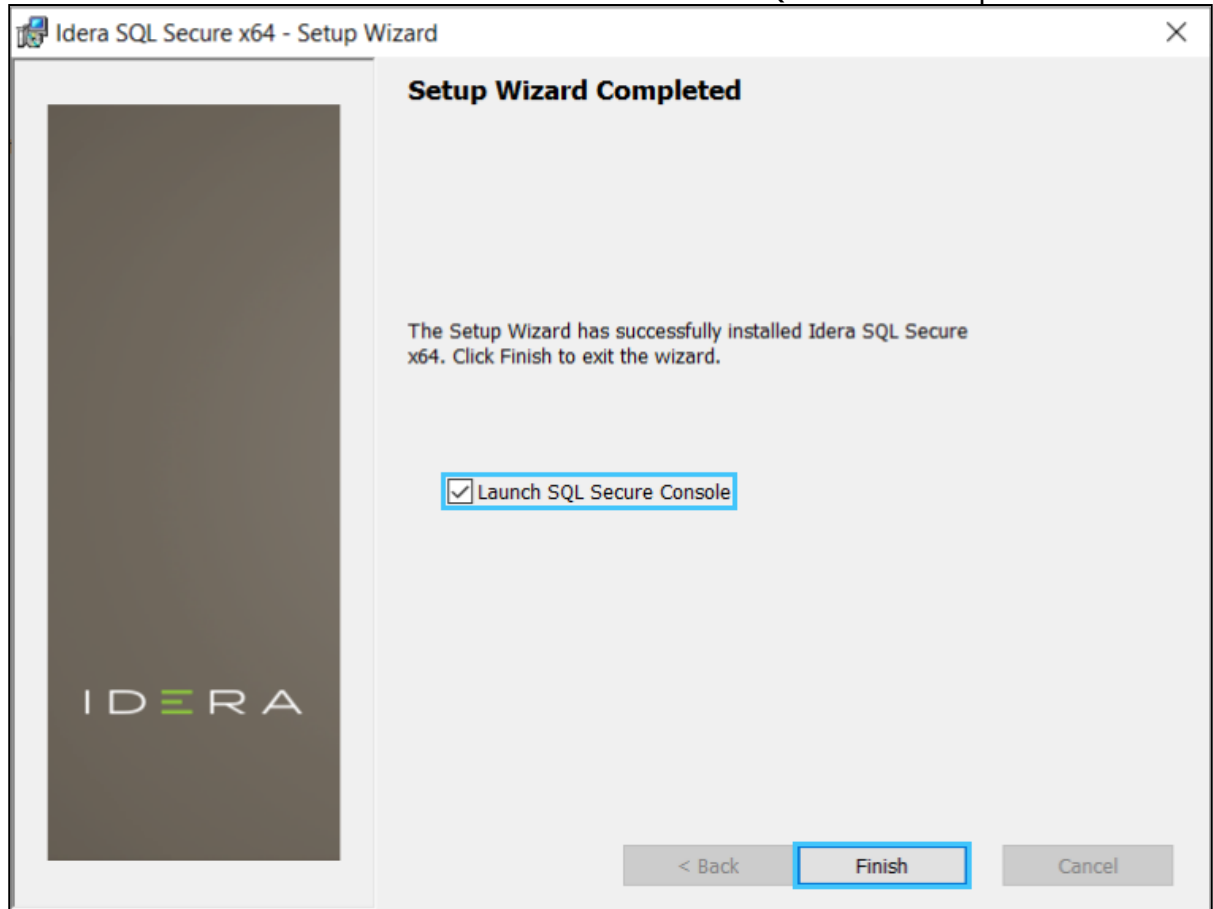 Idera SQL Secure x64 - Setup Wizard
Setup Wizard Completed
The Setup Wizard has successfully installed Idera SQL Secure
x64. Click Finish to exit the wizard.
Launch SQL Secure Console
IDERA
< Back Finish Cancel